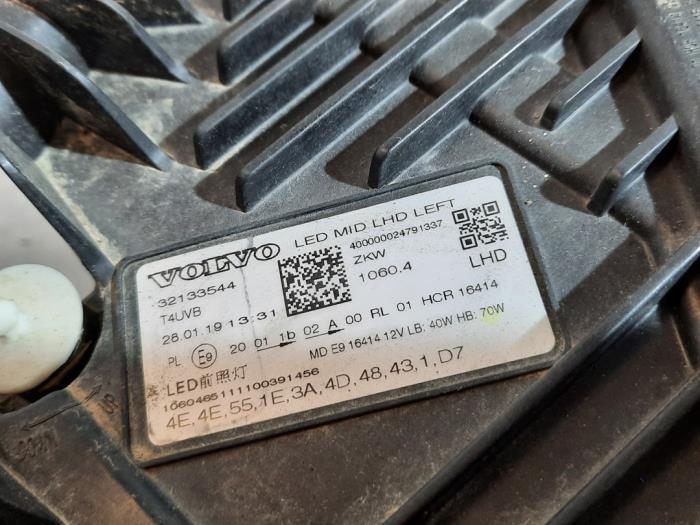 VOLVO LED MID LHD LEFT
32133544 400000024791337
T4UVB ZKW LHD
28.01.19 13:31 1060.4
PL E9 20 01 1b 02 A 00 RL 01 HCR 16414
MD E9 16414 12V LB: 40W HB: 70W
LED前照灯
1060465111100391456
4E, 4E, 55, 1E, 3A, 4D, 48, 43, 1, D7
UP